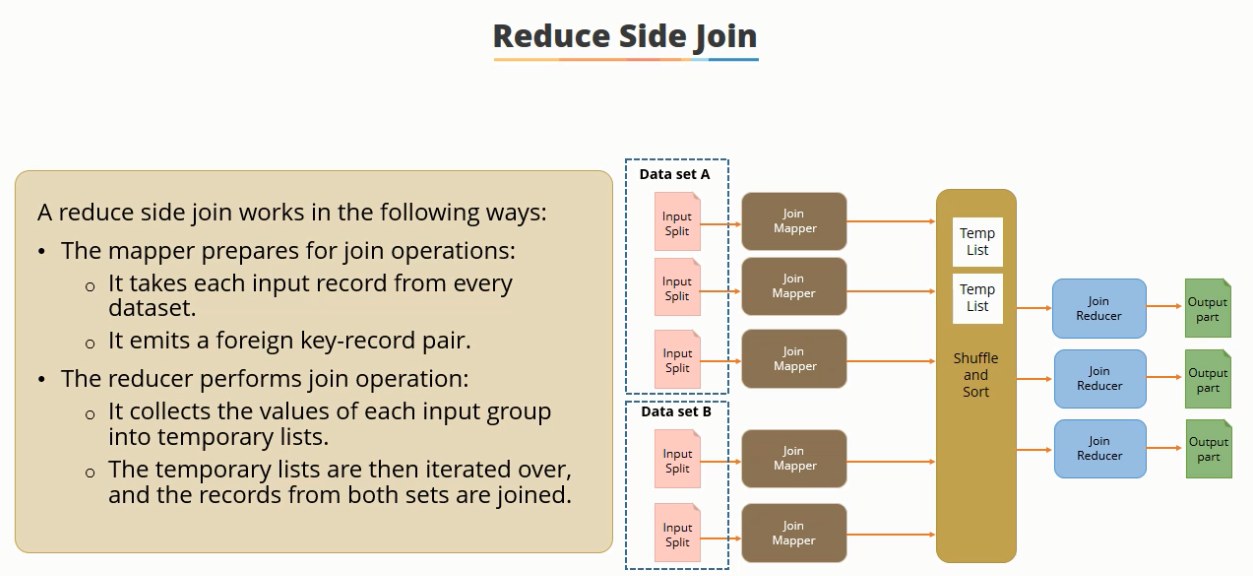 Reduce Side Join
A reduce side join works in the following ways:
• The mapper prepares for join operations:
o It takes each input record from every
dataset.
o It emits a foreign key-record pair.
• The reducer performs join operation:
o It collects the values of each input group
into temporary lists.
o The temporary lists are then iterated over,
and the records from both sets are joined.
Data set A
Input
Split
Join
Mapper
Input
Split
Join
Mapper
Input
Split
Join
Mapper
Data set B
Input
Split
Join
Mapper
Input
Split
Join
Mapper
Temp
List
Temp
List
Shuffle
and
Sort
Join
Reducer
Output
part
Join
Reducer
Output
part
Join
Reducer
Output
part